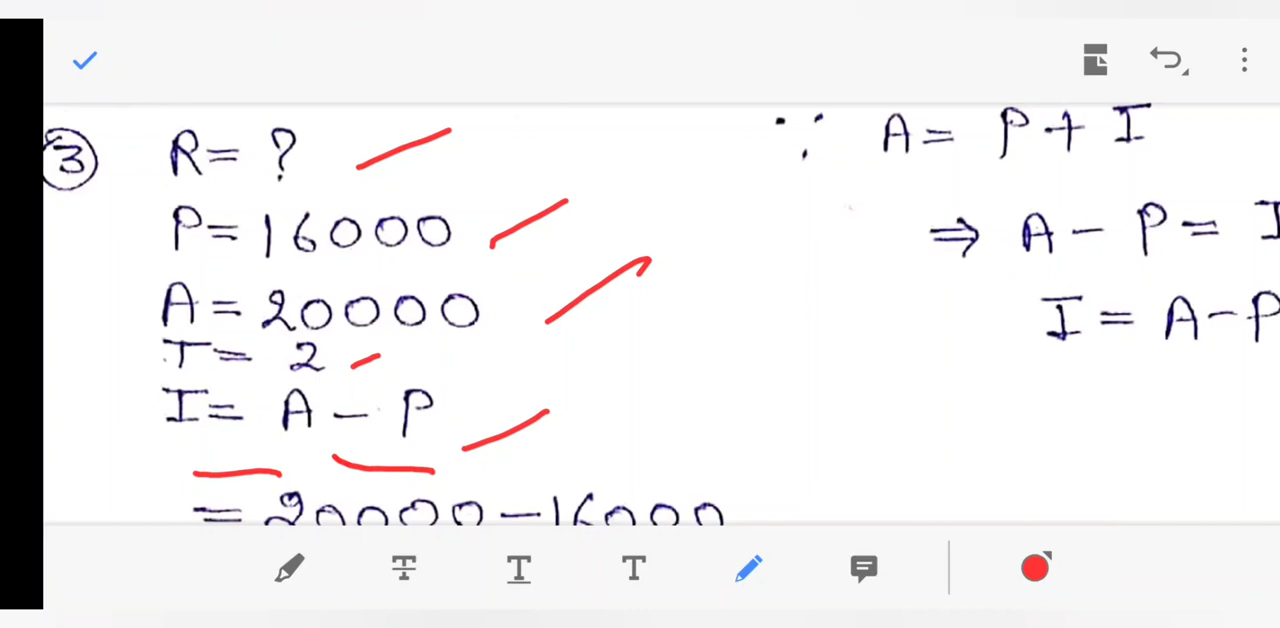 ③ R= ?
P=16000
A=20000
T= 2
I= A - P
= 20000-16000
∵ A= P+I
⇒ A- P= I
I= A-P